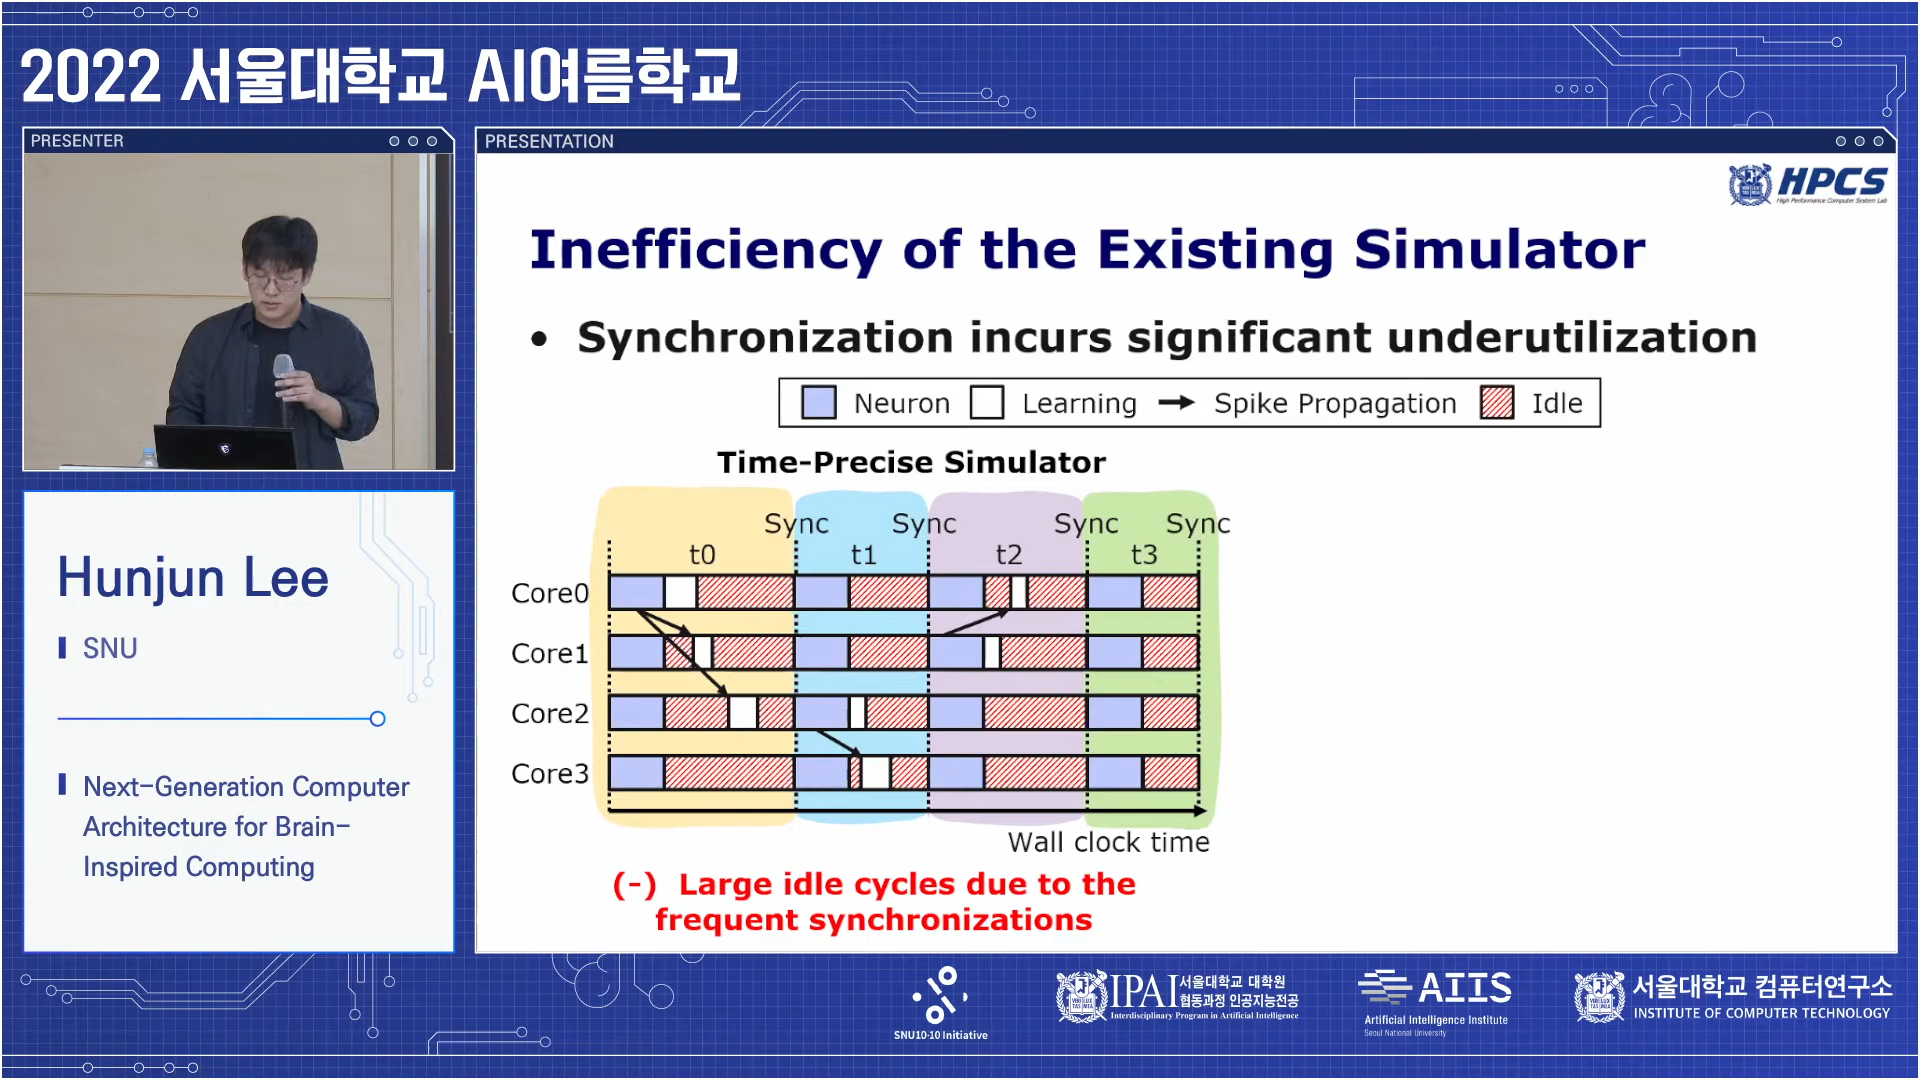 2022 서울대학교 AI여름학교
PRESENTER
PRESENTATION
HPCS
High Performance Computer System Lab
Inefficiency of the Existing Simulator
• Synchronization incurs significant underutilization
Neuron Learning Spike Propagation Idle
Time-Precise Simulator
Sync Sync Sync Sync
t0 t1 t2 t3
Core0
Core1
Core2
Core3
Wall clock time
(-) Large idle cycles due to the
frequent synchronizations
Hunjun Lee
SNU
Next-Generation Computer
Architecture for Brain-
Inspired Computing
SNU10-10 Initiative
IPAI 서울대학교 대학원
협동과정 인공지능전공
Interdisciplinary Program in Artificial Intelligence
AIIS
Artificial Intelligence Institute
Seoul National University
서울대학교 컴퓨터연구소
INSTITUTE OF COMPUTER TECHNOLOGY